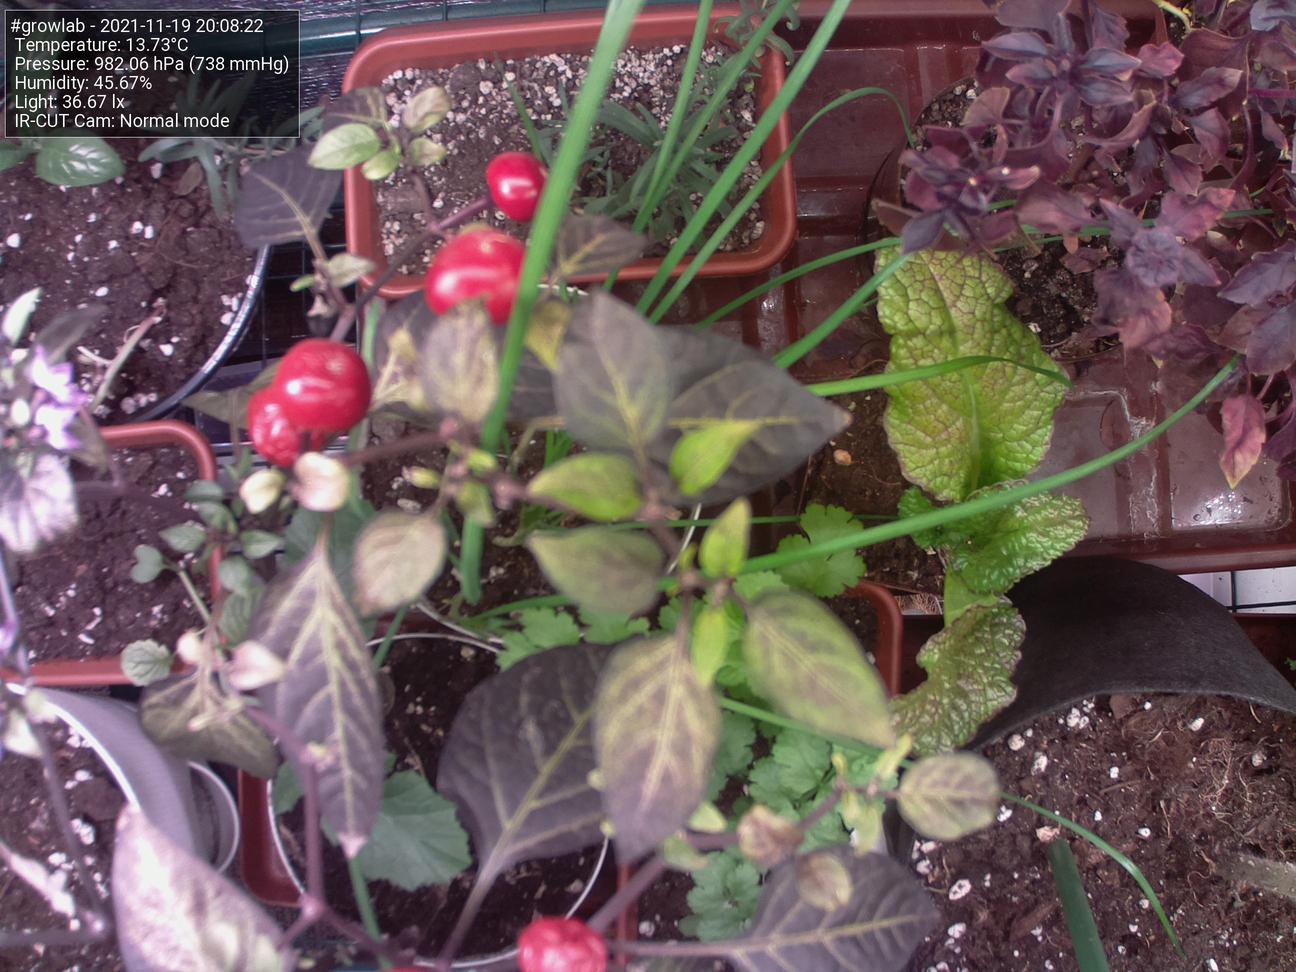 #growlab - 2021-11-19 20:08:22
Temperature: 13.73°C
Pressure: 982.06 hPa (738 mmHg)
Humidity: 45.67%
Light: 36.67 lx
IR-CUT Cam: Normal mode